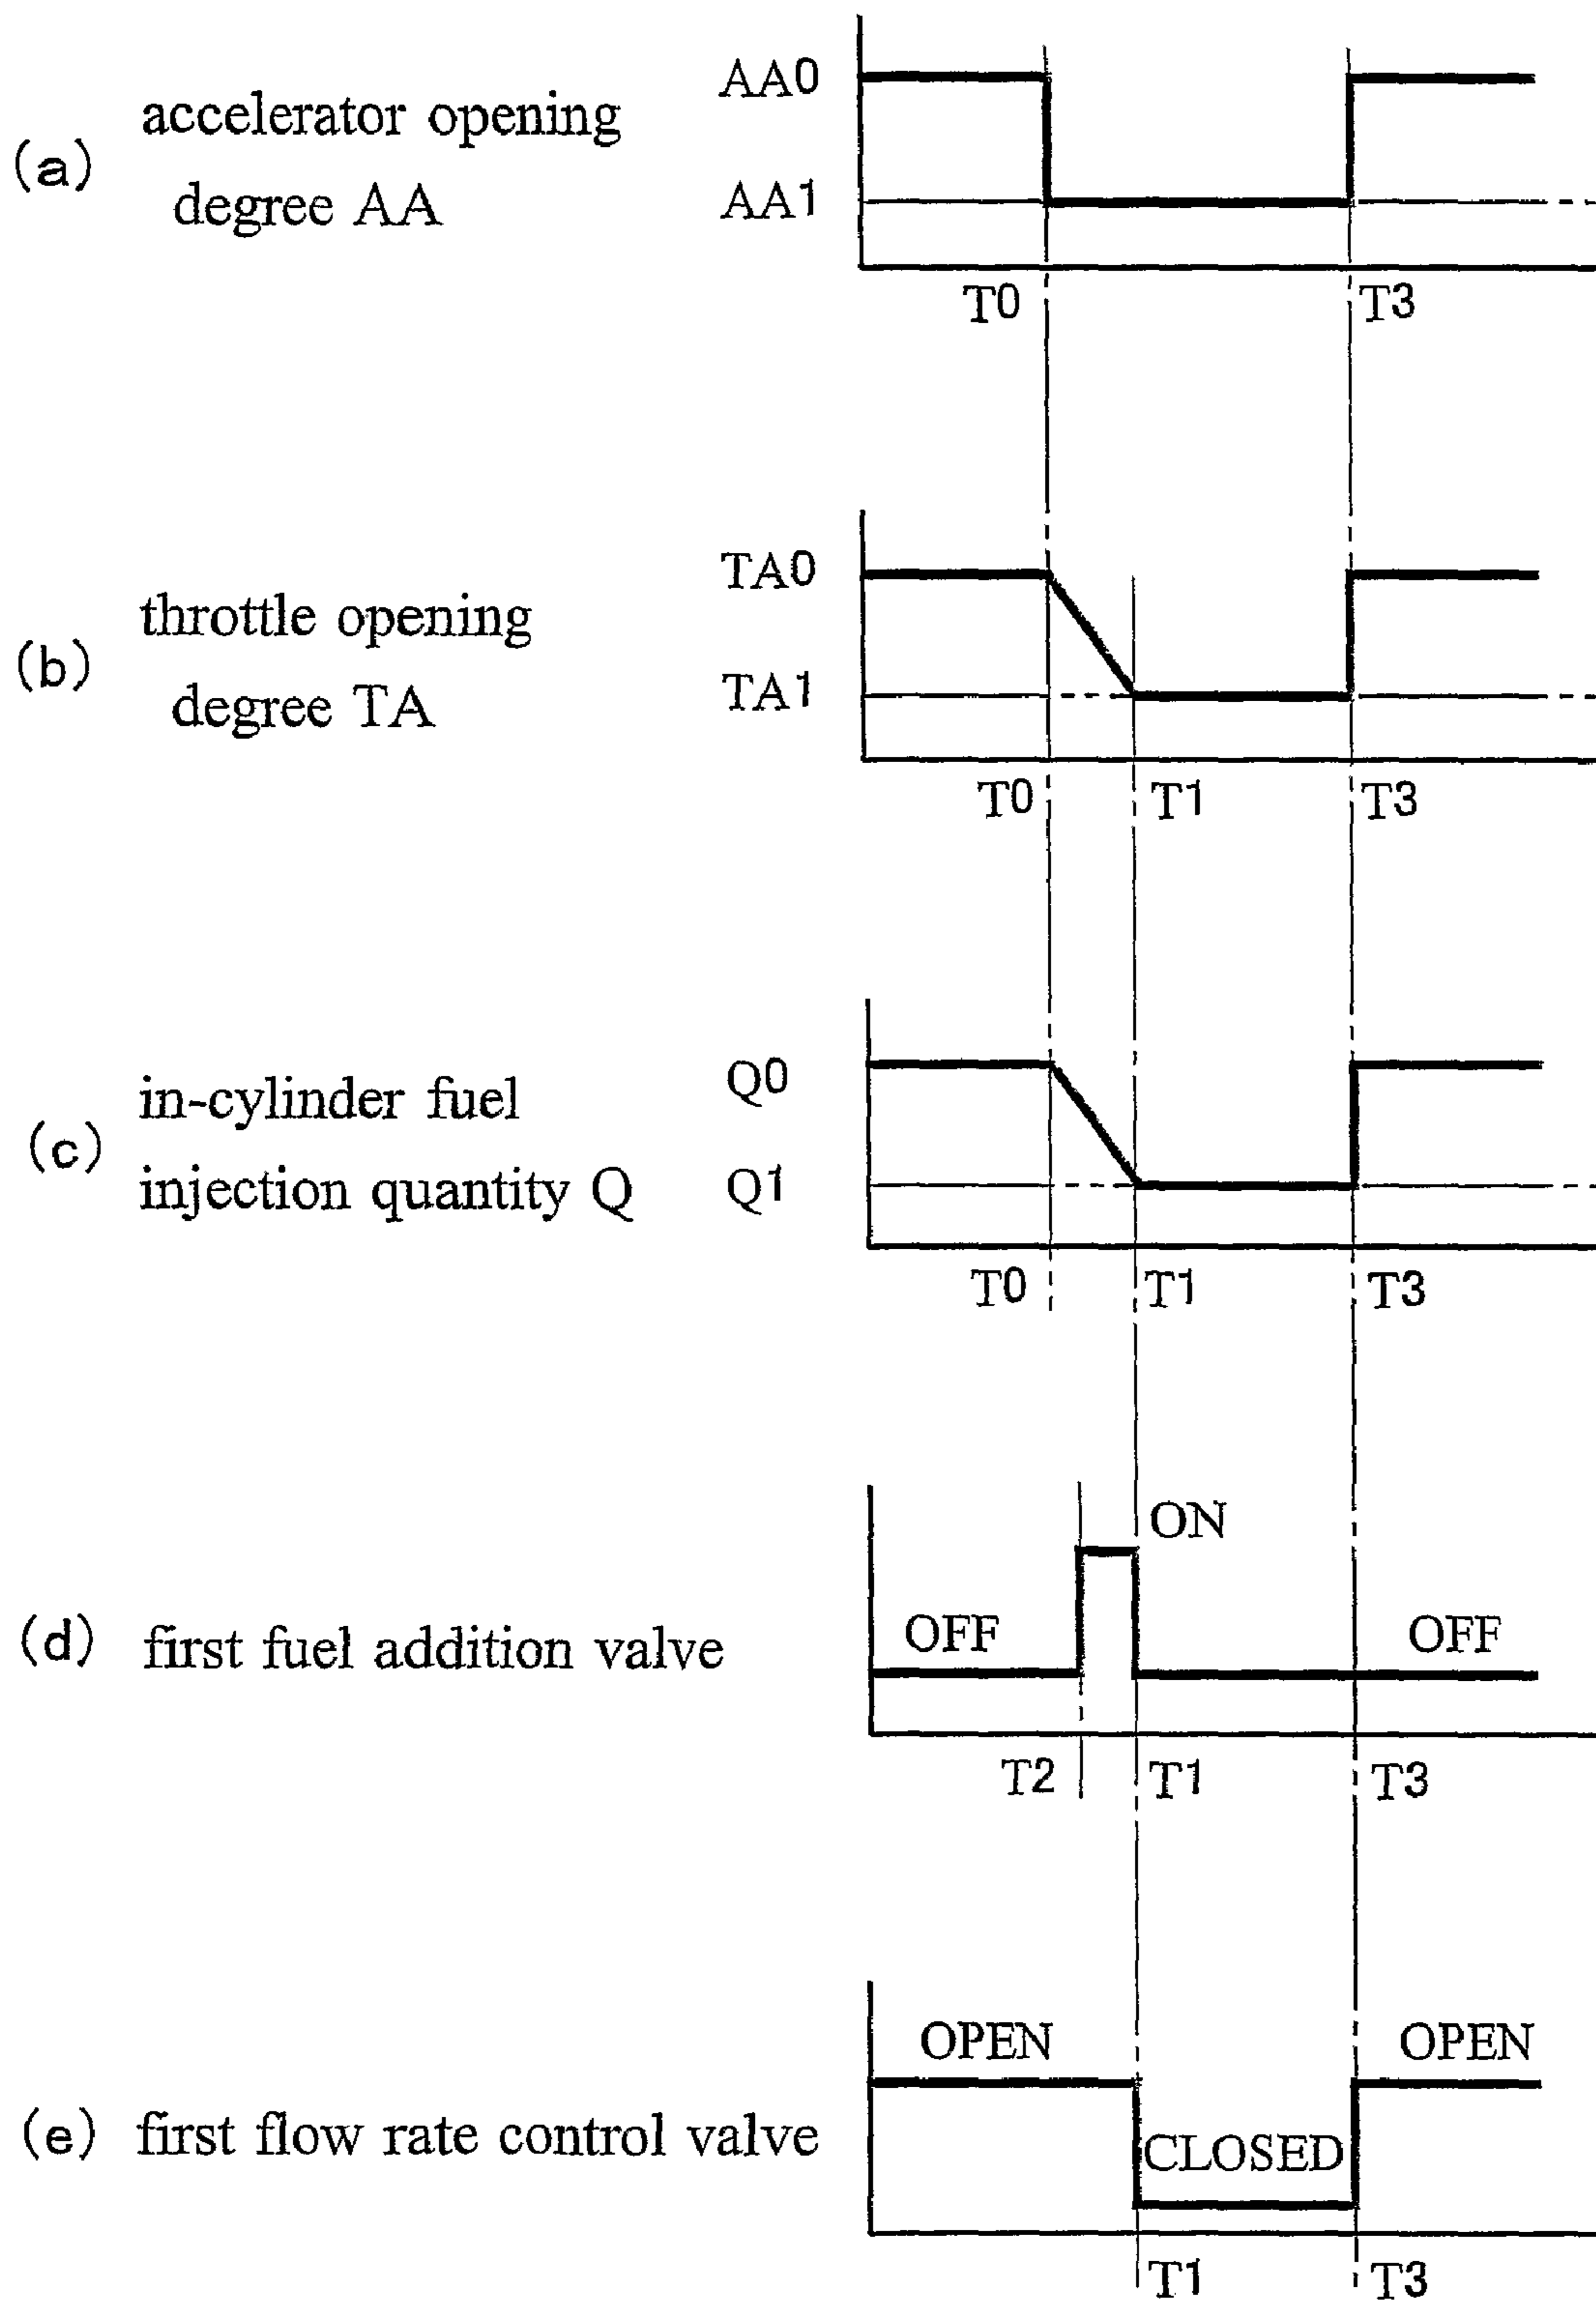 (a) accelerator opening
degree AA
AA0
AA1
T0 T3
(b) throttle opening
degree TA
TA0
TA1
T0 T1 T3
(c) in-cylinder fuel
injection quantity Q
Q0
Q1
T0 T1 T3
(d) first fuel addition valve
ON
OFF OFF
T2 T1 T3
(e) first flow rate control valve
OPEN OPEN
CLOSED
T1 T3